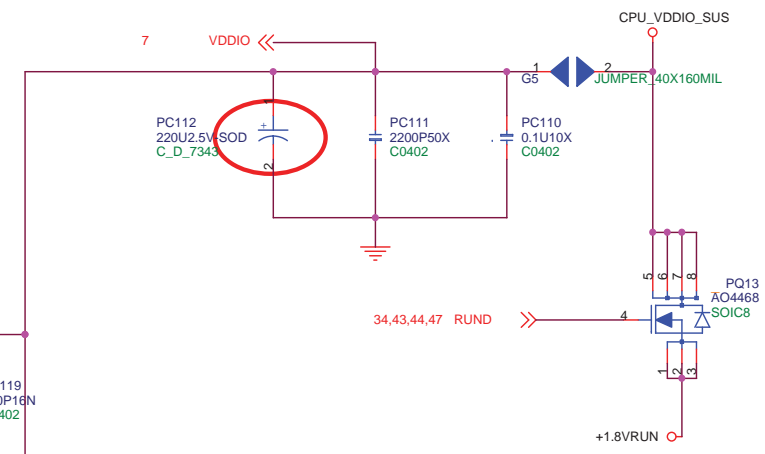 CPU_VDDIO_SUS
7 VDDIO
1 2
G5 JUMPER_40X160MIL
1
+
2
PC112
220U2.5V-SOD
C_D_7343
PC111
2200P50X
C0402
PC110
0.1U10X
C0402
5 6 7 8
PQ13
AO4468
SOIC8
34,43,44,47 RUND
4
1 2 3
+1.8VRUN
119
0P16N
402